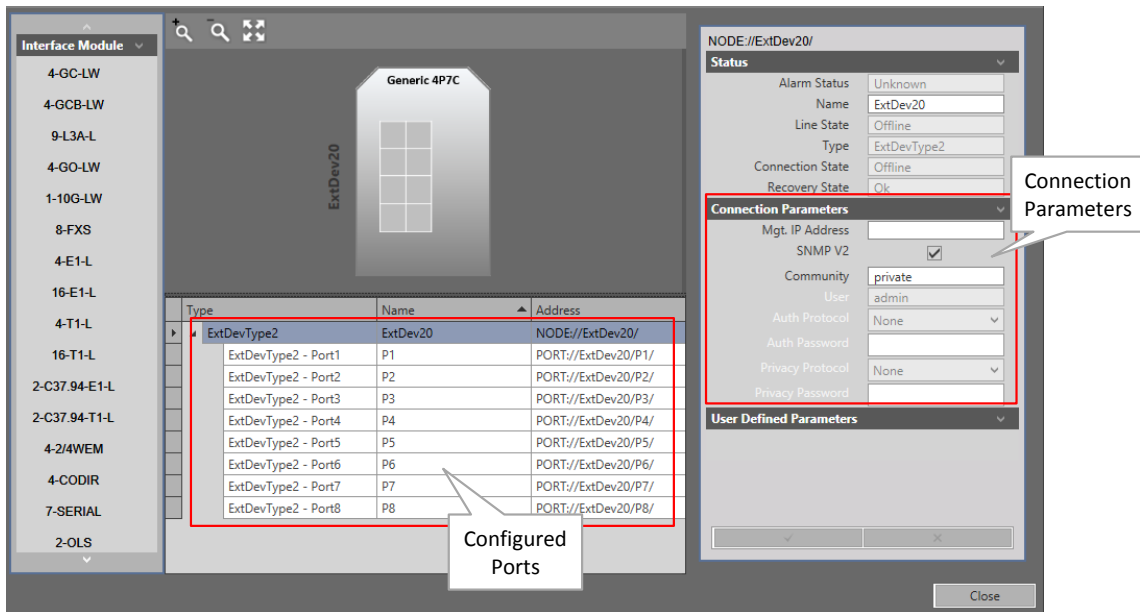 Interface Module
4-GC-LW
4-GCB-LW
9-L3A-L
4-GO-LW
1-10G-LW
8-FXS
4-E1-L
16-E1-L
4-T1-L
16-T1-L
2-C37.94-E1-L
2-C37.94-T1-L
4-2/4WEM
4-CODIR
7-SERIAL
2-OLS
Generic 4P7C
ExtDev20
Type Name Address
ExtDevType2 ExtDev20 NODE://ExtDev20/
ExtDevType2 - Port1 P1 PORT://ExtDev20/P1/
ExtDevType2 - Port2 P2 PORT://ExtDev20/P2/
ExtDevType2 - Port3 P3 PORT://ExtDev20/P3/
ExtDevType2 - Port4 P4 PORT://ExtDev20/P4/
ExtDevType2 - Port5 P5 PORT://ExtDev20/P5/
ExtDevType2 - Port6 P6 PORT://ExtDev20/P6/
ExtDevType2 - Port7 P7 PORT://ExtDev20/P7/
ExtDevType2 - Port8 P8 PORT://ExtDev20/P8/
Configured
Ports
NODE://ExtDev20/
Status
Alarm Status Unknown
Name ExtDev20
Line State Offline
Type ExtDevType2
Connection State Offline
Recovery State Ok
Connection Parameters
Mgt. IP Address
SNMP V2
Community private
User admin
Auth Protocol None
Auth Password
Privacy Protocol None
Privacy Password
User Defined Parameters
Connection
Parameters
Close